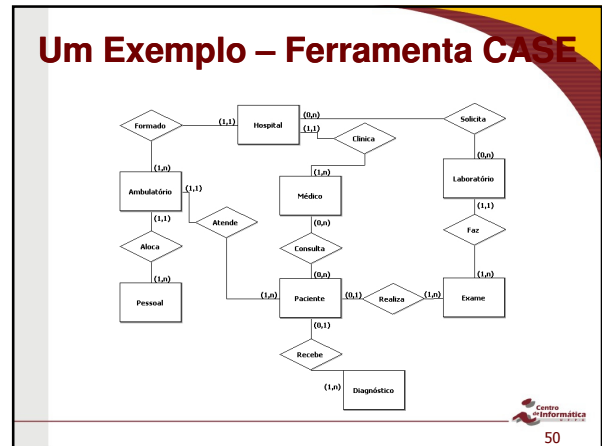 Um Exemplo – Ferramenta CASE
Formado
(1,1)
Hospital
(0,n)
(1,1)
Solicita
Clinica
(1,n)
Ambulatório
(1,1)
(1,n)
Médico
(0,n)
Laboratório
(1,1)
(1,1)
Aloca
Atende
(0,n)
Consulta
Faz
(1,n)
Pessoal
(1,n)
(0,n)
Paciente
(0,1)
Realiza
(1,n)
(1,n)
Exame
(0,1)
Recebe
(1,n)
Diagnóstico
Centro
de Informática
50